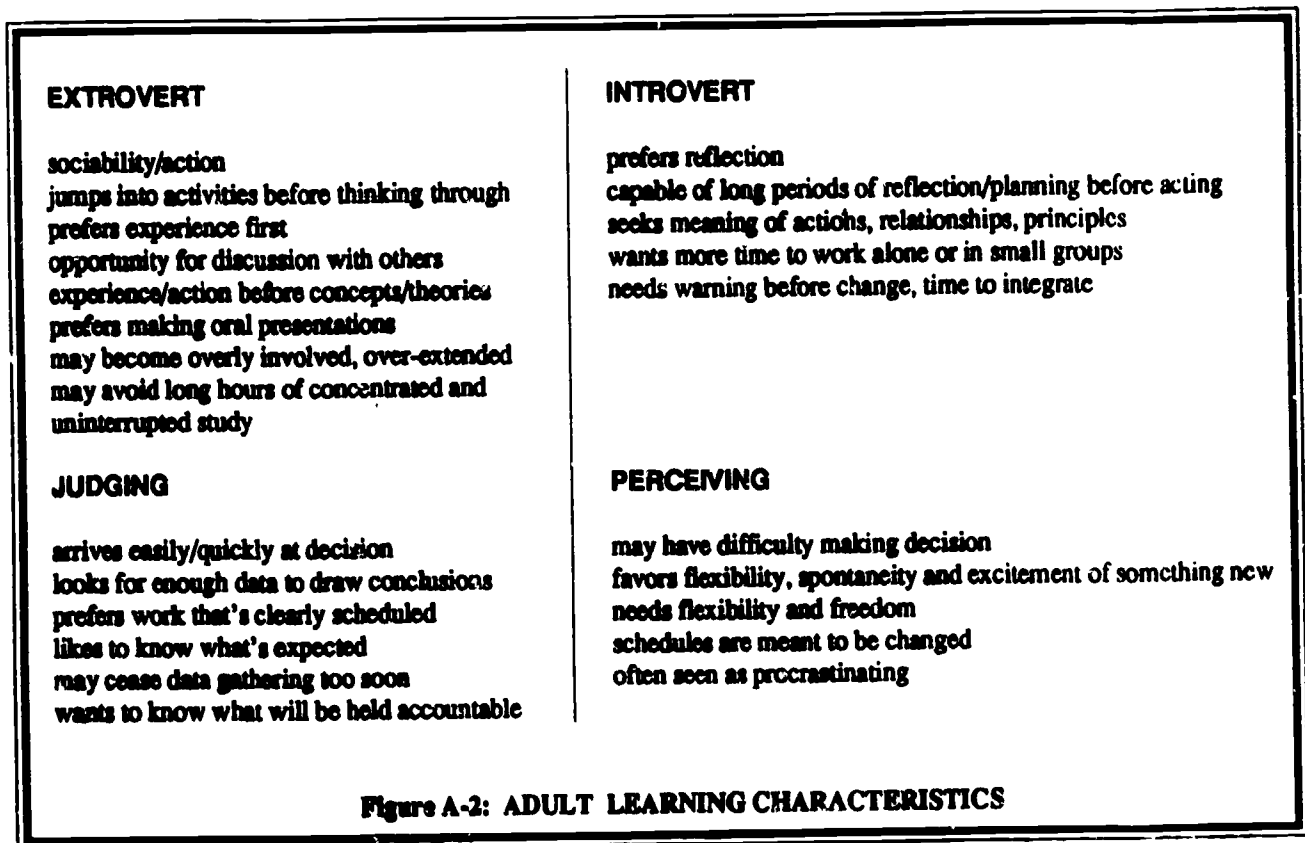 EXTROVERT
sociability/action
jumps into activities before thinking through
prefers experience first
opportunity for discussion with others
experience/action before concepts/theories
prefers making oral presentations
may become overly involved, over-extended
may avoid long hours of concentrated and
uninterrupted study
INTROVERT
prefers reflection
capable of long periods of reflection/planning before acting
seeks meaning of actions, relationships, principles
wants more time to work alone or in small groups
needs warning before change, time to integrate
JUDGING
arrives easily/quickly at decision
looks for enough data to draw conclusions
prefers work that's clearly scheduled
likes to know what's expected
may cease data gathering too soon
wants to know what will be held accountable
PERCEIVING
may have difficulty making decision
favors flexibility, spontaneity and excitement of something new
needs flexibility and freedom
schedules are meant to be changed
often seen as procrastinating
Figure A-2: ADULT LEARNING CHARACTERISTICS